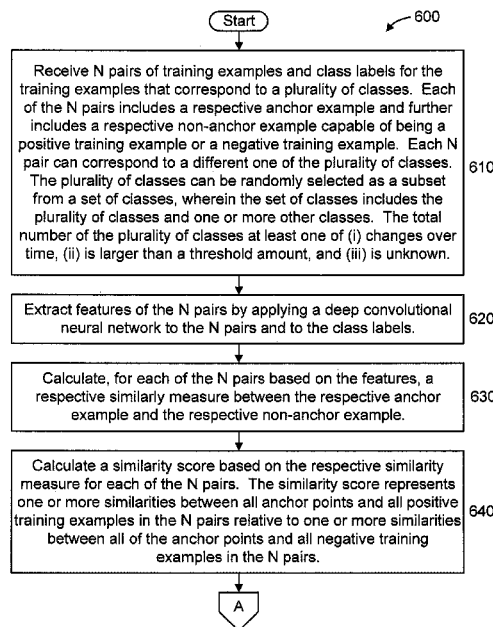 Start
600
Receive N pairs of training examples and class labels for the
training examples that correspond to a plurality of classes. Each
of the N pairs includes a respective anchor example and further
includes a respective non-anchor example capable of being a
positive training example or a negative training example. Each N
pair can correspond to a different one of the plurality of classes.
The plurality of classes can be randomly selected as a subset
from a set of classes, wherein the set of classes includes the
plurality of classes and one or more other classes. The total
number of the plurality of classes at least one of (i) changes over
time, (ii) is larger than a threshold amount, and (iii) is unknown.
610
Extract features of the N pairs by applying a deep convolutional
neural network to the N pairs and to the class labels.
620
Calculate, for each of the N pairs based on the features, a
respective similarly measure between the respective anchor
example and the respective non-anchor example.
630
Calculate a similarity score based on the respective similarity
measure for each of the N pairs. The similarity score represents
one or more similarities between all anchor points and all positive
training examples in the N pairs relative to one or more similarities
between all of the anchor points and all negative training
examples in the N pairs.
640
A